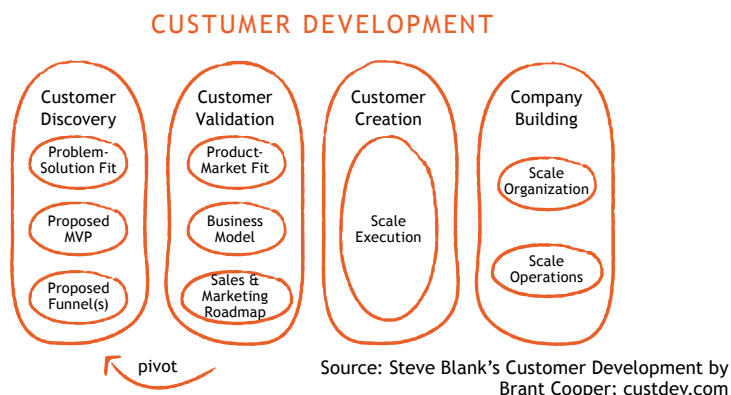 CUSTUMER DEVELOPMENT
Customer
Discovery
Problem-
Solution Fit
Proposed
MVP
Proposed
Funnel(s)
Customer
Validation
Product-
Market Fit
Business
Model
Sales &
Marketing
Roadmap
Customer
Creation
Scale
Execution
Company
Building
Scale
Organization
Scale
Operations
pivot
Source: Steve Blank’s Customer Development by
Brant Cooper; custdev.com